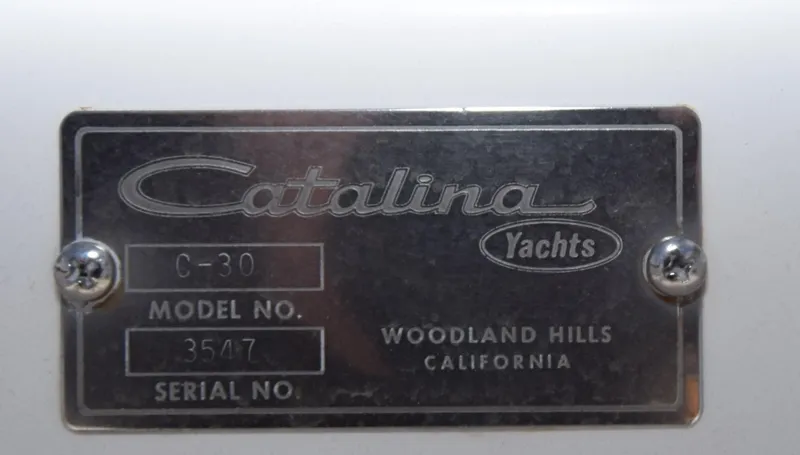 Catalina
Yachts
C-30
MODEL NO.
3547
SERIAL NO.
WOODLAND HILLS
CALIFORNIA